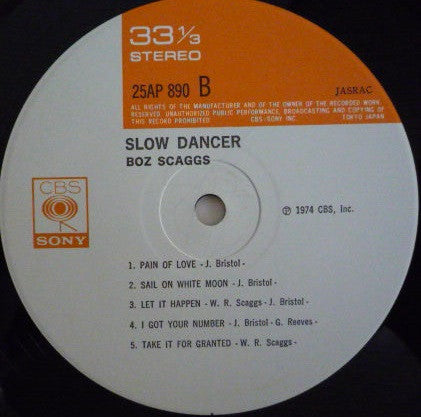 33 1/3
STEREO
25AP 890 B
JASRAC
ALL RIGHTS OF THE MANUFACTURER AND OF THE OWNER OF THE RECORDED WORK
RESERVED. UNAUTHORIZED PUBLIC PERFORMANCE, BROADCASTING AND COPYING OF
THIS RECORD PROHIBITED
CBS/SONY INC.
TOKYO JAPAN
SLOW DANCER
BOZ SCAGGS
CBS
SONY
℗ 1974 CBS, Inc.
1. PAIN OF LOVE - J. Bristol -
2. SAIL ON WHITE MOON - J. Bristol -
3. LET IT HAPPEN - W. R. Scaggs - J. Bristol -
4. I GOT YOUR NUMBER - J. Bristol - G. Reeves -
5. TAKE IT FOR GRANTED - W. R. Scaggs -